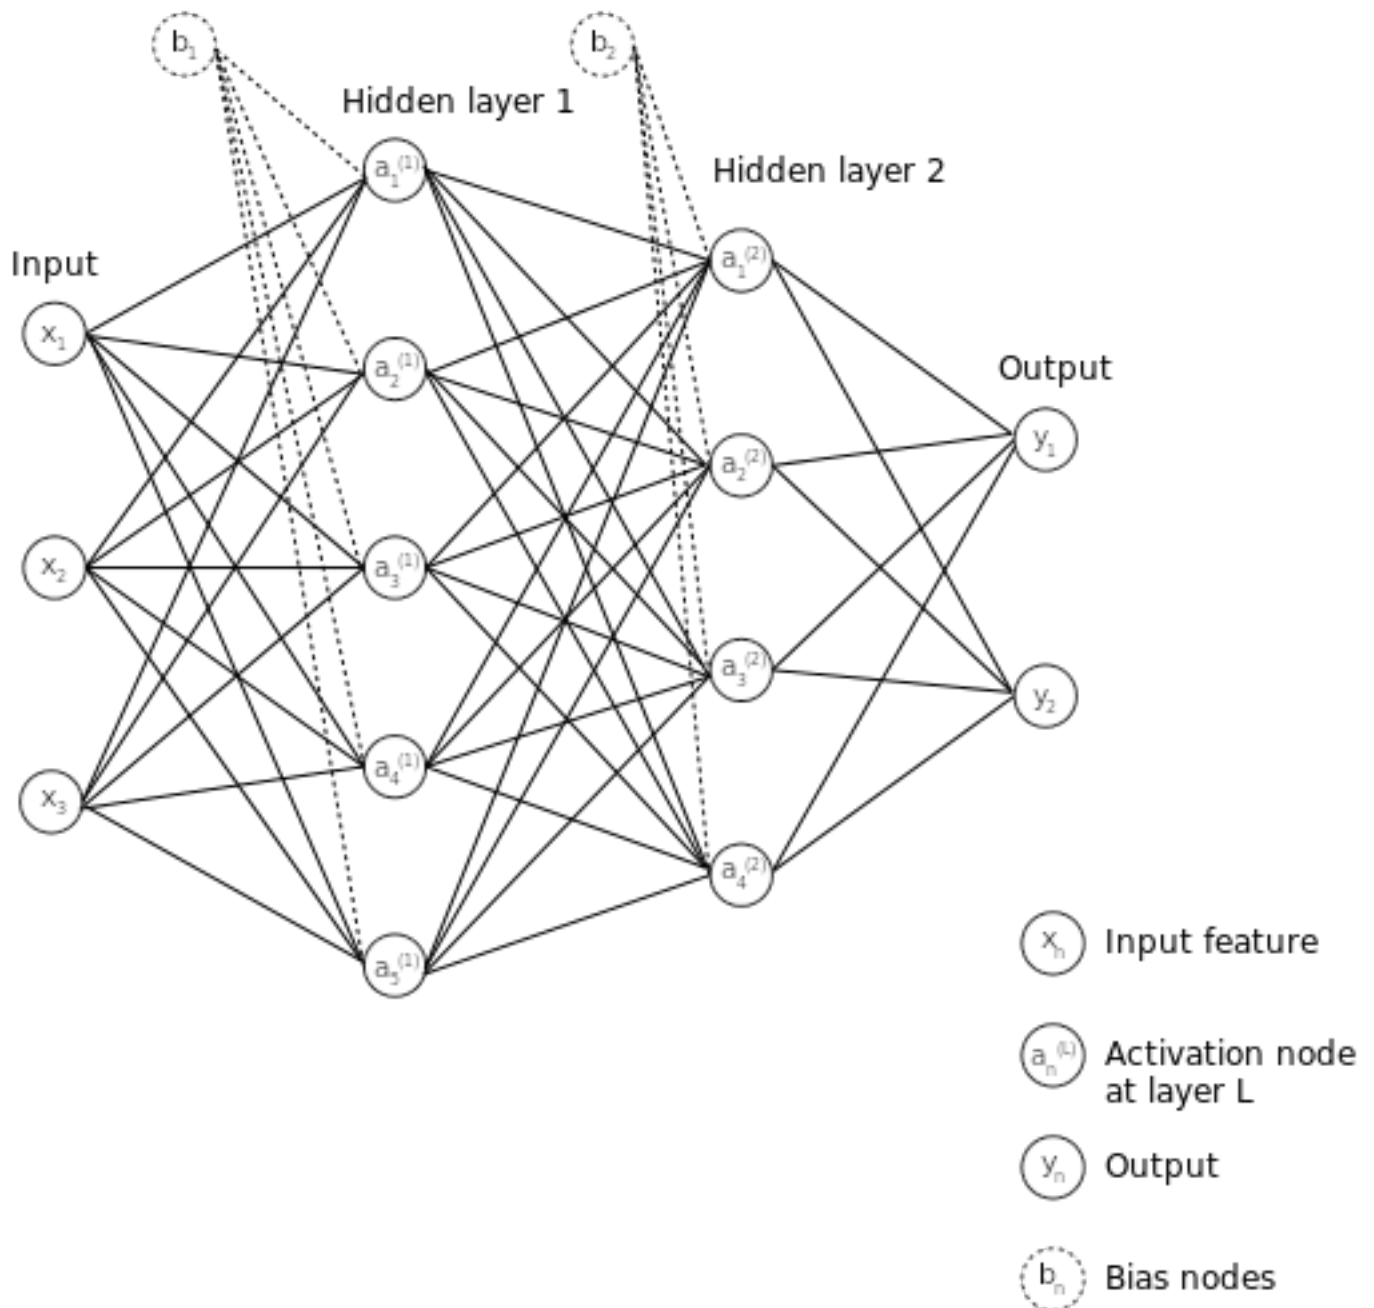 b₁
b₂
Hidden layer 1
Hidden layer 2
a₁⁽¹⁾
a₁⁽²⁾
Input
x₁
a₂⁽¹⁾
Output
y₁
a₂⁽²⁾
x₂
a₃⁽¹⁾
a₃⁽²⁾
y₂
x₃
a₄⁽¹⁾
a₄⁽²⁾
a₅⁽¹⁾
xₙ Input feature
aₙ⁽ᴸ⁾ Activation node
at layer L
yₙ Output
bₙ Bias nodes